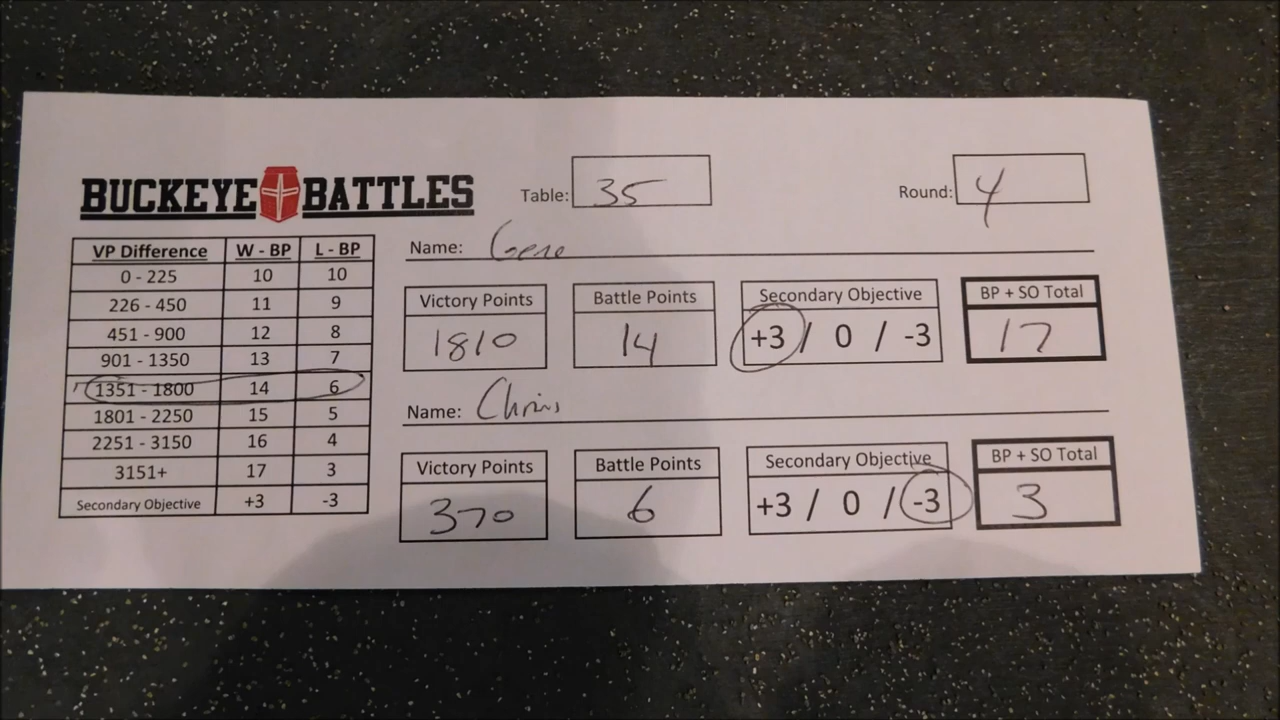 BUCKEYE BATTLES
Table: 35
Round: 4
VP Difference W - BP L - BP
0 - 225 10 10
226 - 450 11 9
451 - 900 12 8
901 - 1350 13 7
1351 - 1800 14 6
1801 - 2250 15 5
2251 - 3150 16 4
3151+ 17 3
Secondary Objective +3 -3
Name: Gene
Victory Points Battle Points Secondary Objective BP + SO Total
1810 14 +3 / 0 / -3 17
Name: Chris
Victory Points Battle Points Secondary Objective BP + SO Total
370 6 +3 / 0 / -3 3